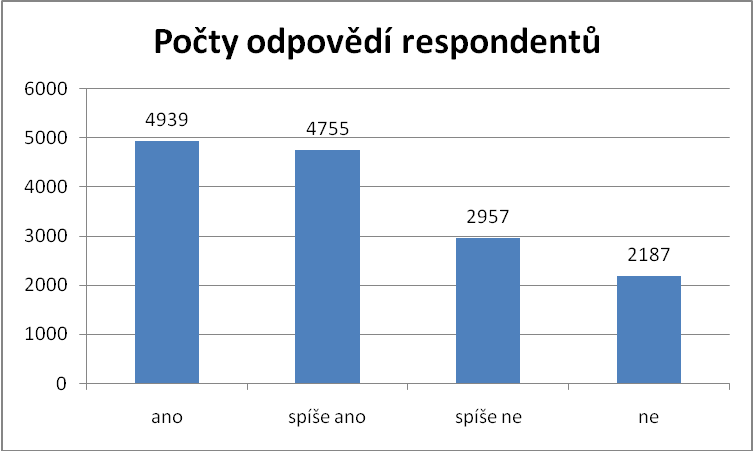 Počty odpovědí respondentů
6000
5000
4000
3000
2000
1000
0
4939
4755
2957
2187
ano
spíše ano
spíše ne
ne